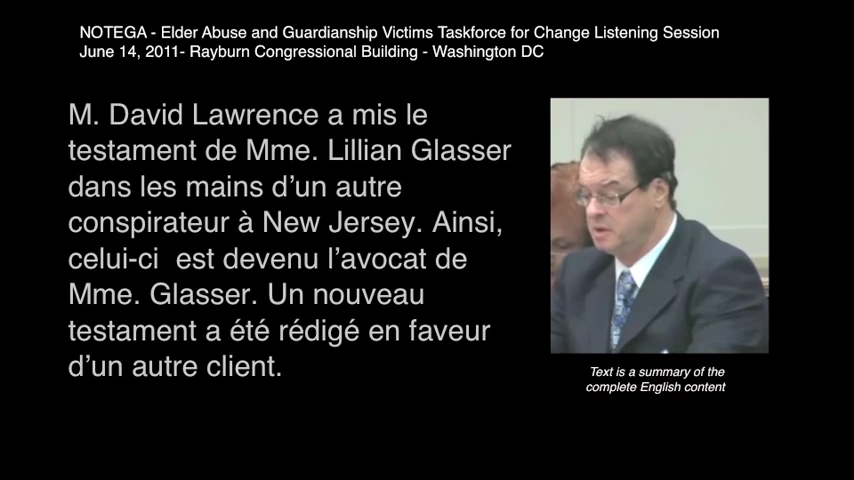 NOTEGA - Elder Abuse and Guardianship Victims Taskforce for Change Listening Session
June 14, 2011- Rayburn Congressional Building - Washington DC
M. David Lawrence a mis le
testament de Mme. Lillian Glasser
dans les mains d’un autre
conspirateur à New Jersey. Ainsi,
celui-ci  est devenu l’avocat de
Mme. Glasser. Un nouveau
testament a été rédigé en faveur
d’un autre client.
Text is a summary of the
complete English content